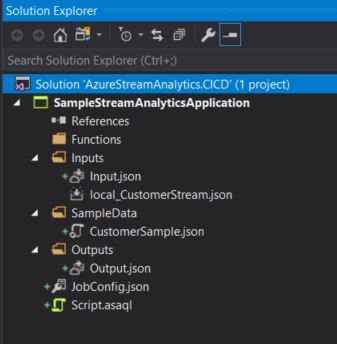 Solution Explorer
Search Solution Explorer (Ctrl+;)
Solution 'AzureStreamAnalytics.CICD' (1 project)
SampleStreamAnalyticsApplication
References
Functions
Inputs
Input.json
local_CustomerStream.json
SampleData
CustomerSample.json
Outputs
Output.json
JobConfig.json
Script.asaql